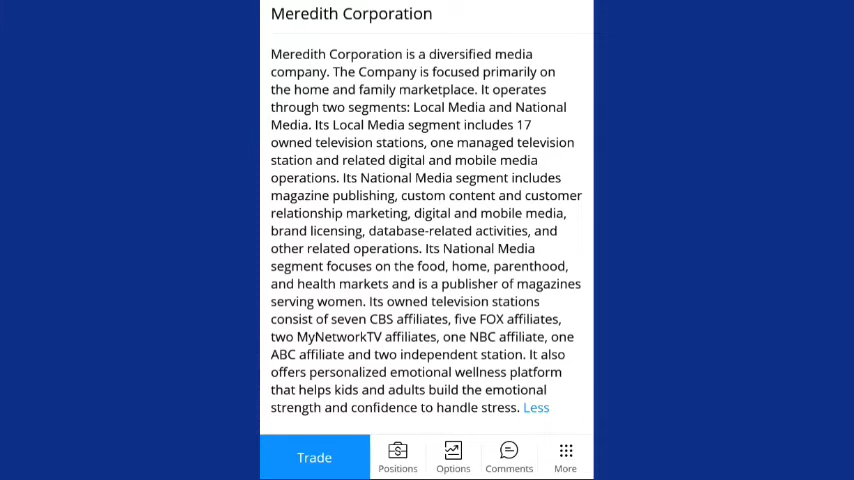 Meredith Corporation
Meredith Corporation is a diversified media
company. The Company is focused primarily on
the home and family marketplace. It operates
through two segments: Local Media and National
Media. Its Local Media segment includes 17
owned television stations, one managed television
station and related digital and mobile media
operations. Its National Media segment includes
magazine publishing, custom content and customer
relationship marketing, digital and mobile media,
brand licensing, database-related activities, and
other related operations. Its National Media
segment focuses on the food, home, parenthood,
and health markets and is a publisher of magazines
serving women. Its owned television stations
consist of seven CBS affiliates, five FOX affiliates,
two MyNetworkTV affiliates, one NBC affiliate, one
ABC affiliate and two independent station. It also
offers personalized emotional wellness platform
that helps kids and adults build the emotional
strength and confidence to handle stress. Less
Trade Positions Options Comments More